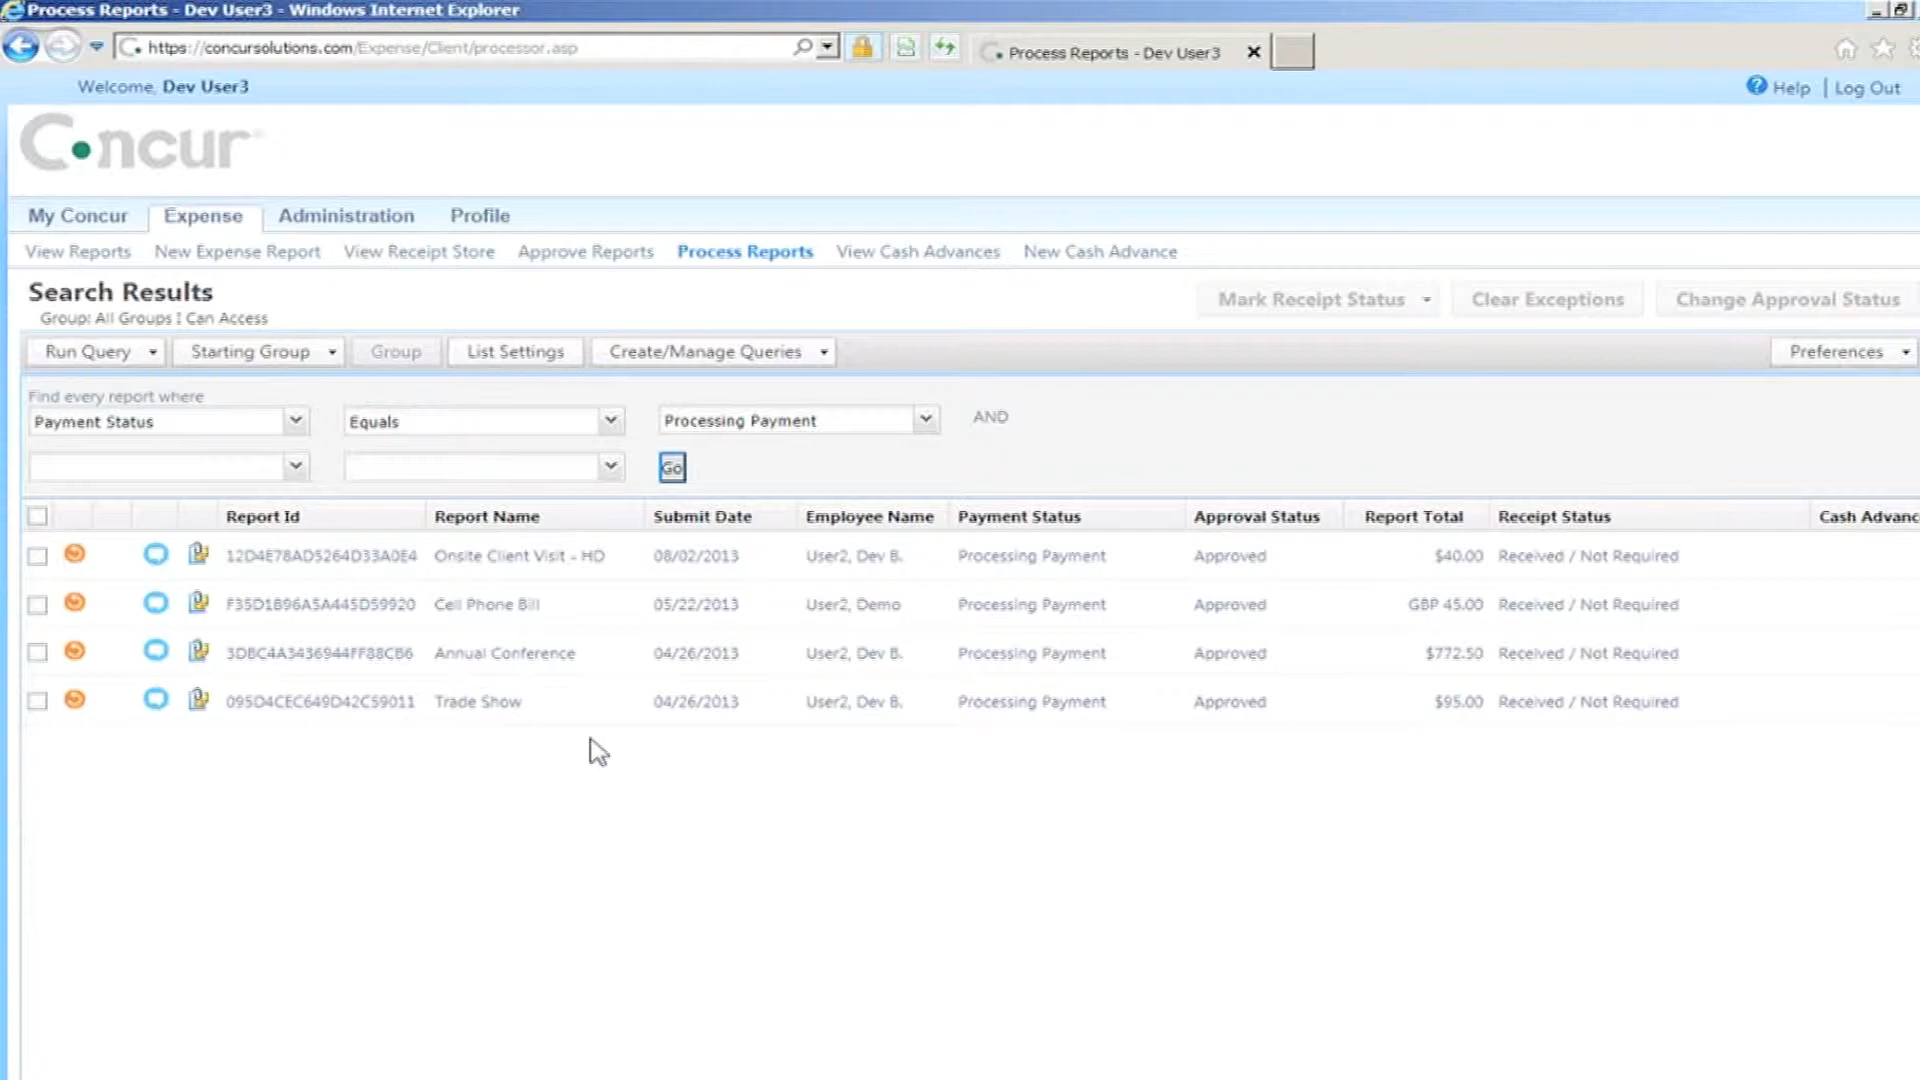 Process Reports - Dev User3 - Windows Internet Explorer
https://concursolutions.com/Expense/Client/processor.asp
Process Reports - Dev User3
Welcome, Dev User3
Help | Log Out
Concur
My Concur Expense Administration Profile
View Reports New Expense Report View Receipt Store Approve Reports Process Reports View Cash Advances New Cash Advance
Search Results
Group: All Groups I Can Access
Mark Receipt Status Clear Exceptions Change Approval Status
Run Query Starting Group Group List Settings Create/Manage Queries Preferences
Find every report where
Payment Status Equals Processing Payment AND
Go
Report Id Report Name Submit Date Employee Name Payment Status Approval Status Report Total Receipt Status Cash Advanc
12D4E78AD5264D33A0E4 Onsite Client Visit - HD 08/02/2013 User2, Dev B. Processing Payment Approved $40.00 Received / Not Required
F35D1B96A5A445D59920 Cell Phone Bill 05/22/2013 User2, Demo Processing Payment Approved GBP 45.00 Received / Not Required
3DBC4A3436944FF88CB6 Annual Conference 04/26/2013 User2, Dev B. Processing Payment Approved $772.50 Received / Not Required
095D4CEC649D42C59011 Trade Show 04/26/2013 User2, Dev B. Processing Payment Approved $95.00 Received / Not Required